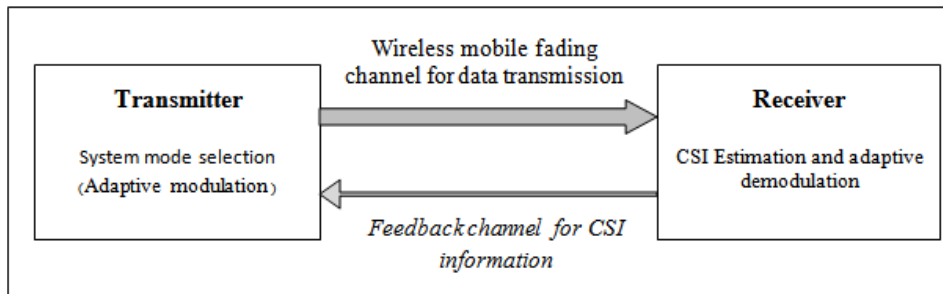 Transmitter
System mode selection
(Adaptive modulation)
Wireless mobile fading
channel for data transmission
Feedback channel for CSI
information
Receiver
CSI Estimation and adaptive
demodulation